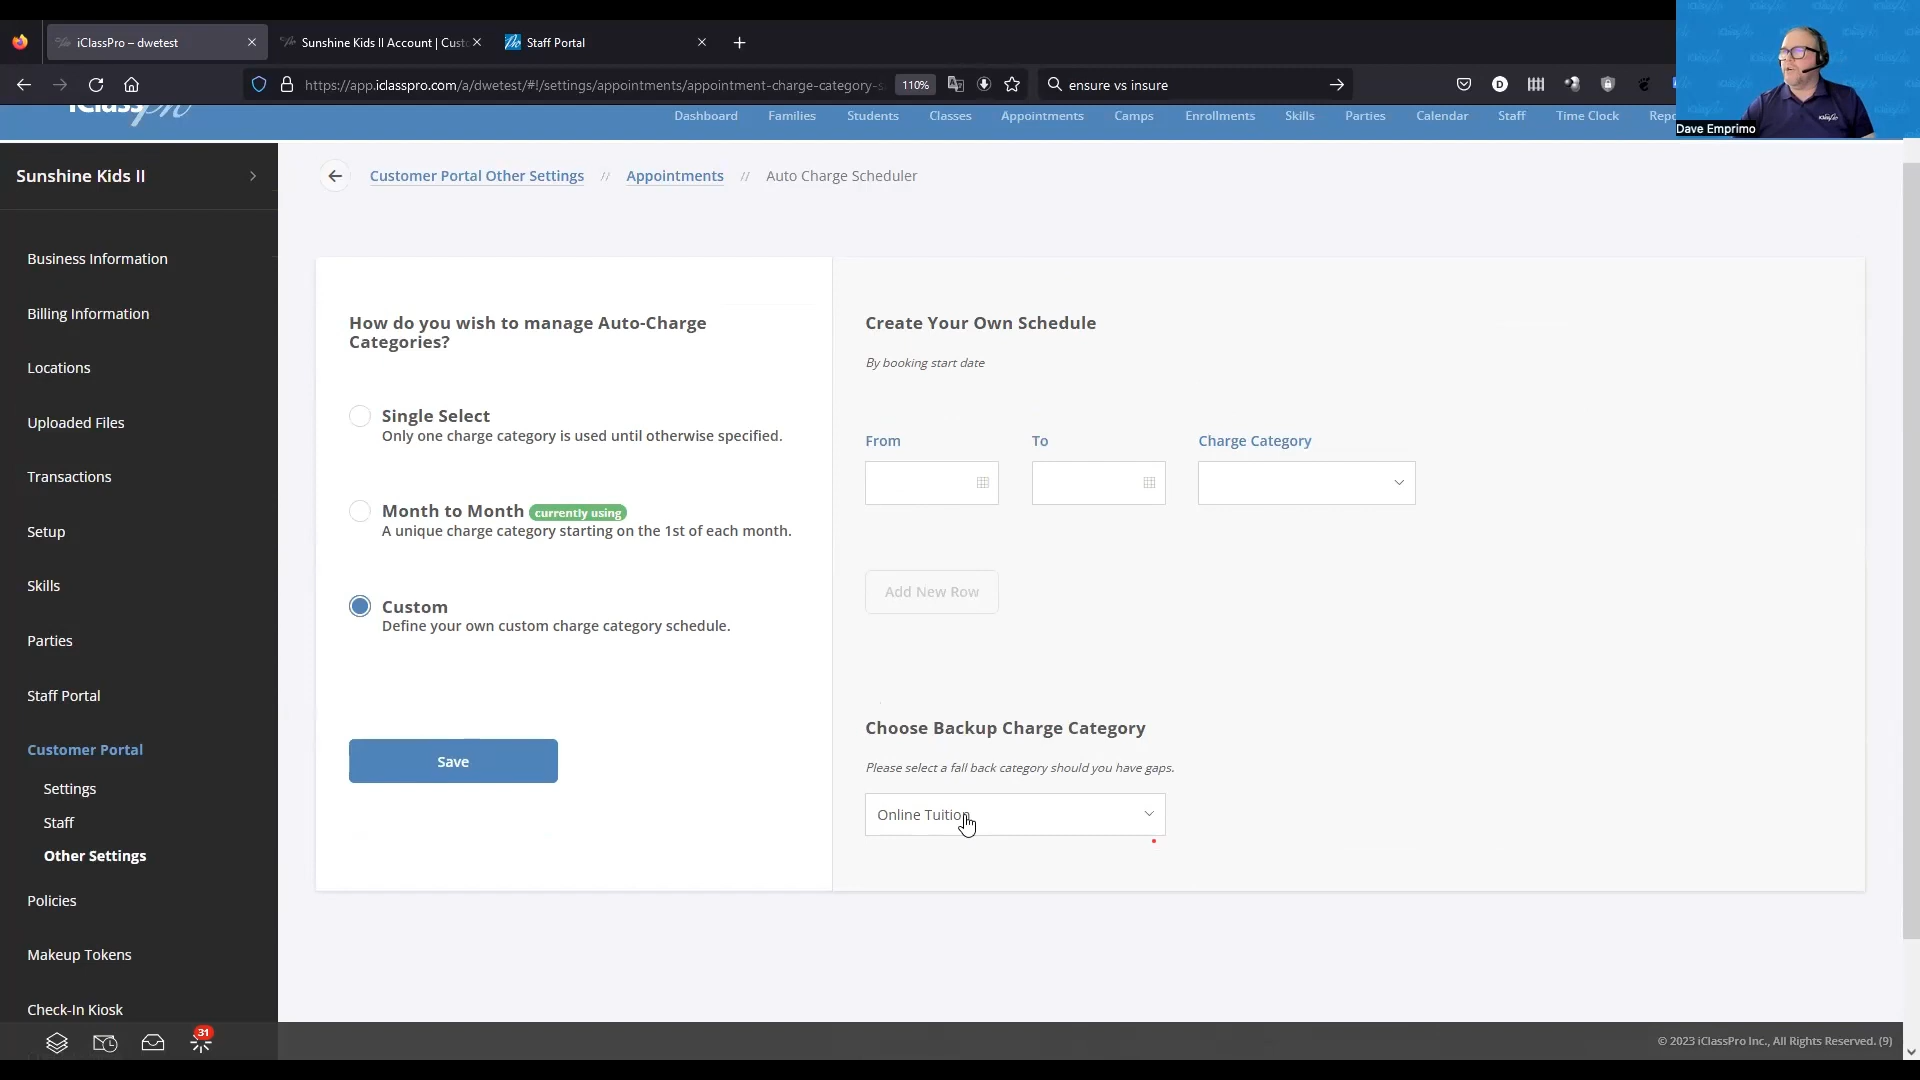 iClassPro – dwetest
Sunshine Kids II Account | Custo
Staff Portal
https://app.iclasspro.com/a/dwetest/#!/settings/appointments/appointment-charge-category-s
110%
ensure vs insure
iClassPro
Dashboard
Families
Students
Classes
Appointments
Camps
Enrollments
Skills
Parties
Calendar
Staff
Time Clock
Repo
Dave Emprimo
Sunshine Kids II
Customer Portal Other Settings // Appointments // Auto Charge Scheduler
Business Information
Billing Information
Locations
Uploaded Files
Transactions
Setup
Skills
Parties
Staff Portal
Customer Portal
Settings
Staff
Other Settings
Policies
Makeup Tokens
Check-In Kiosk
31
How do you wish to manage Auto-Charge
Categories?
Single Select
Only one charge category is used until otherwise specified.
Month to Month currently using
A unique charge category starting on the 1st of each month.
Custom
Define your own custom charge category schedule.
Save
Create Your Own Schedule
By booking start date
From
To
Charge Category
Add New Row
Choose Backup Charge Category
Please select a fall back category should you have gaps.
Online Tuition
© 2023 iClassPro Inc., All Rights Reserved. (9)